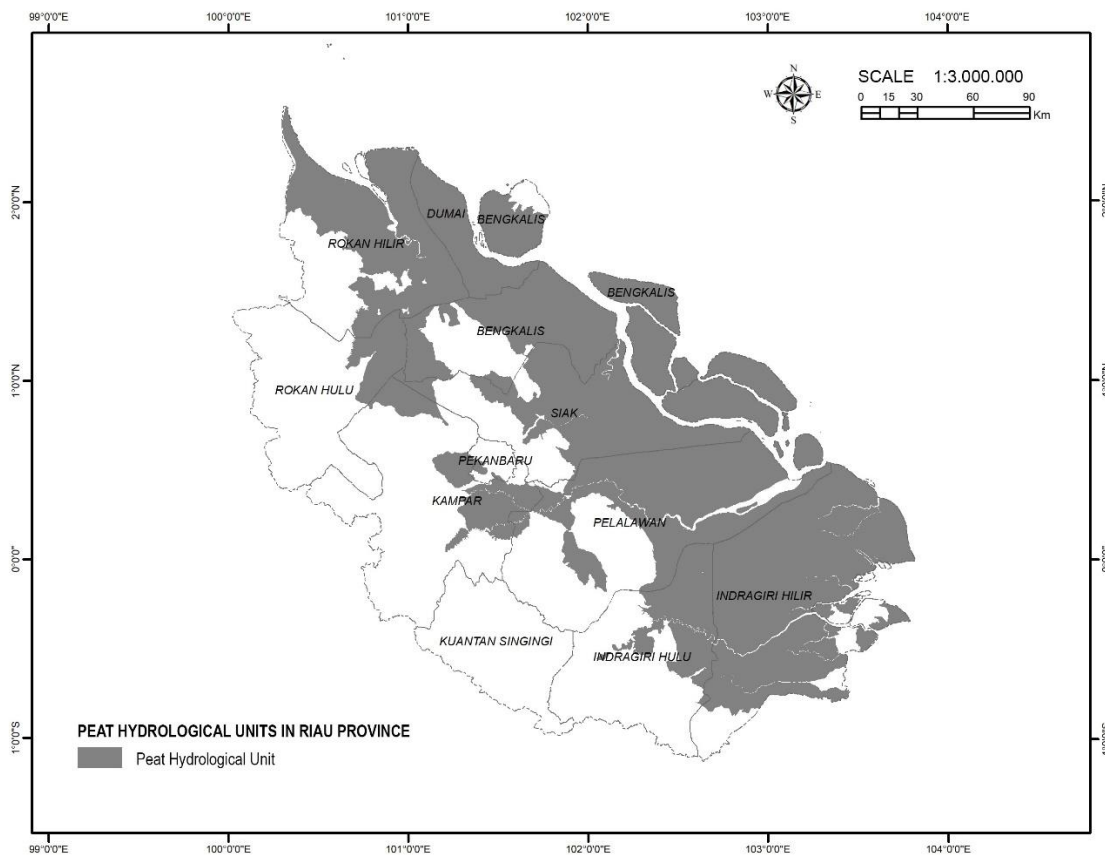 99°0'0"E 100°0'0"E 101°0'0"E 102°0'0"E 103°0'0"E 104°0'0"E
N
W E
S
SCALE 1:3.000.000
0 15 30 60 90
Km
2°0'0"N
DUMAI
BENGKALIS
ROKAN HILIR
BENGKALIS
BENGKALIS
1°0'0"N
ROKAN HULU
SIAK
PEKANBARU
KAMPAR
PELALAWAN
0°0'0"
INDRAGIRI HILIR
KUANTAN SINGINGI
INDRAGIRI HULU
PEAT HYDROLOGICAL UNITS IN RIAU PROVINCE
Peat Hydrological Unit
1°0'0"S
99°0'0"E 100°0'0"E 101°0'0"E 102°0'0"E 103°0'0"E 104°0'0"E